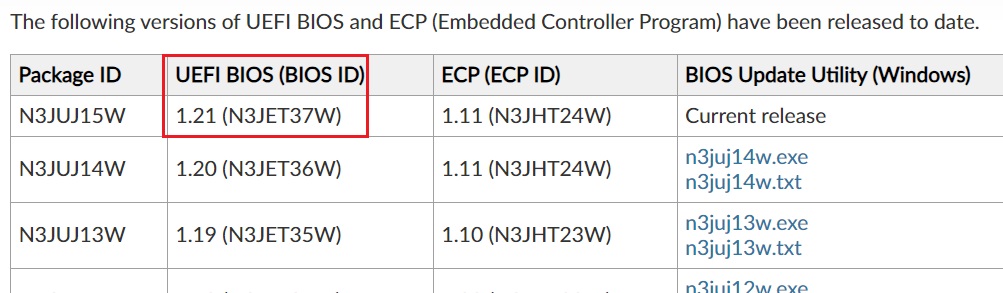 The following versions of UEFI BIOS and ECP (Embedded Controller Program) have been released to date.
Package ID UEFI BIOS (BIOS ID) ECP (ECP ID) BIOS Update Utility (Windows)
N3JUJ15W 1.21 (N3JET37W) 1.11 (N3JHT24W) Current release
N3JUJ14W 1.20 (N3JET36W) 1.11 (N3JHT24W) n3juj14w.exe
n3juj14w.txt
N3JUJ13W 1.19 (N3JET35W) 1.10 (N3JHT23W) n3juj13w.exe
n3juj13w.txt
n3juj12w.exe